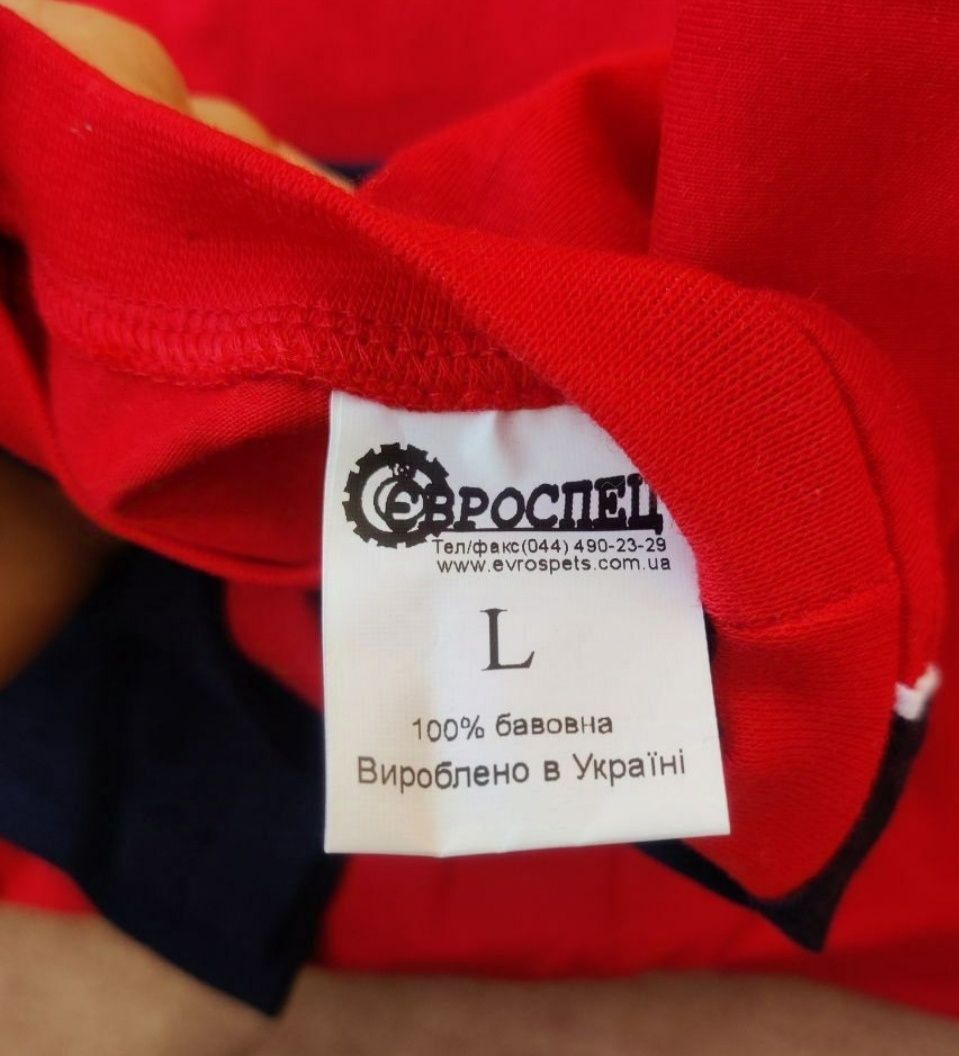 ЄВРОСПЕЦ
Тел/факс(044) 490-23-29
www.evrospets.com.ua
L
100% бавовна
Вироблено в Україні